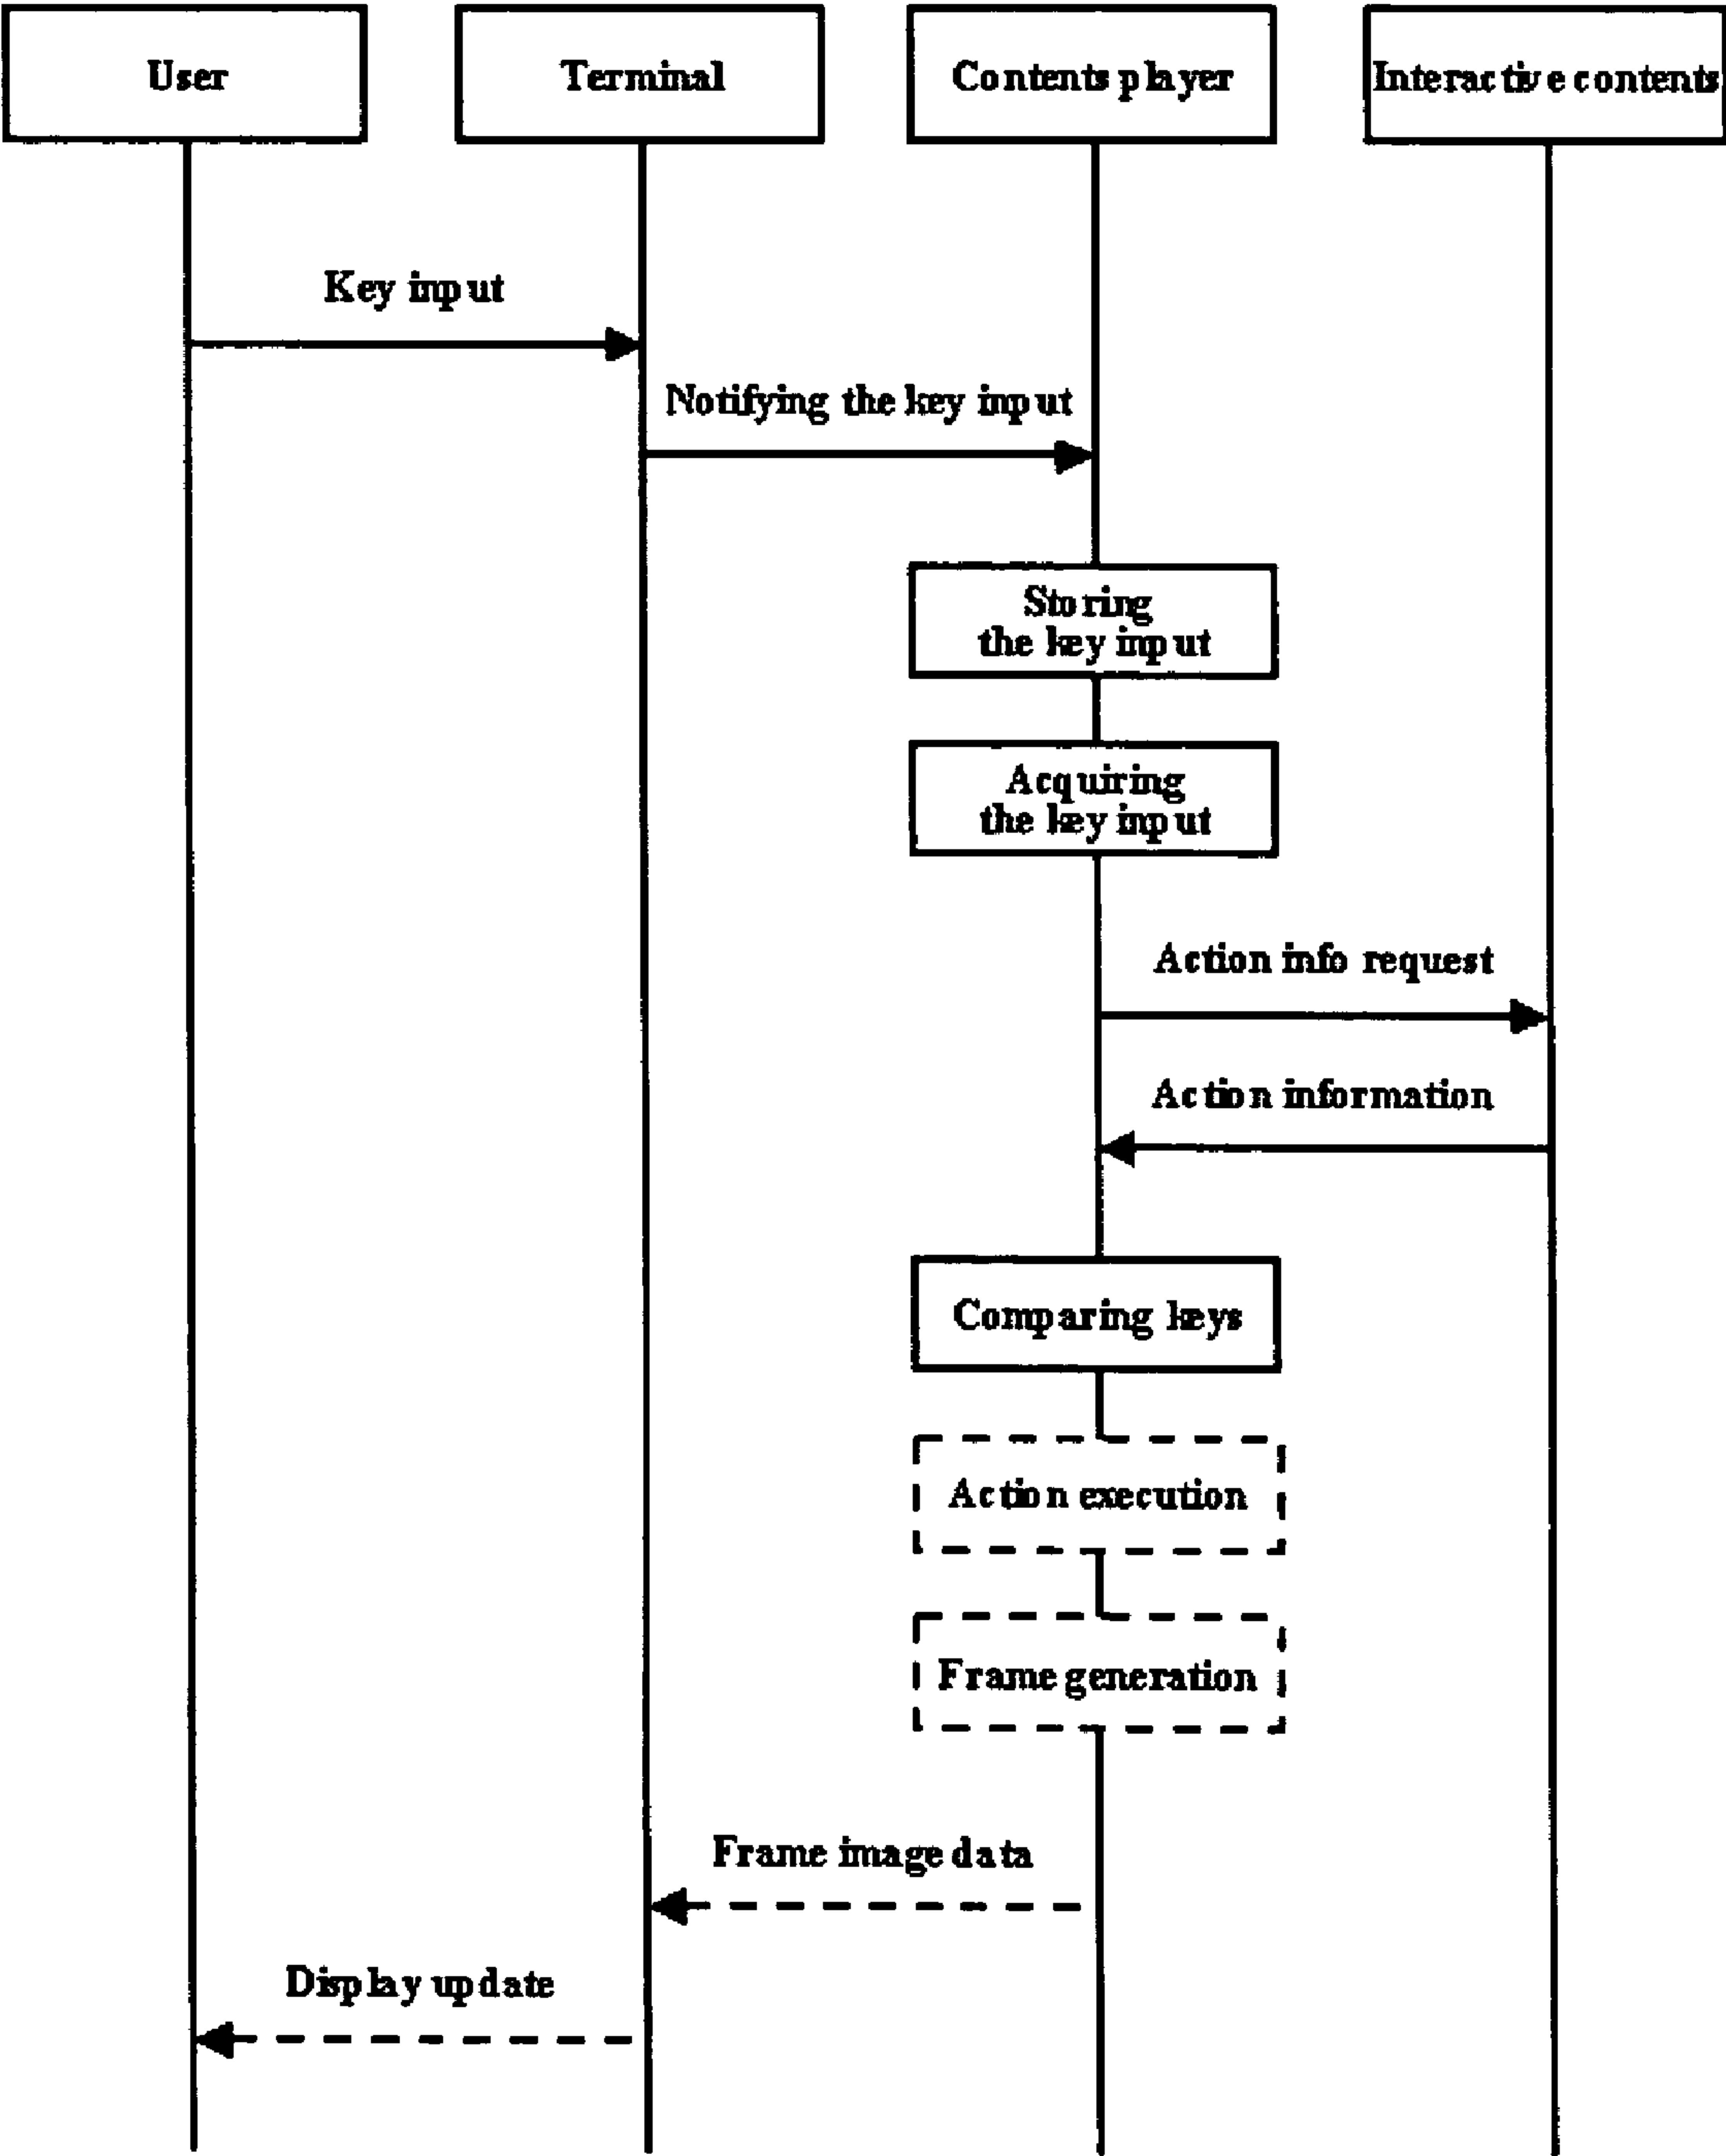 User
Terminal
Contents player
Interactive contents
Key input
Notifying the key input
Storing
the key input
Acquiring
the key input
Action info request
Action information
Comparing keys
Action execution
Frame generation
Frame image data
Display update